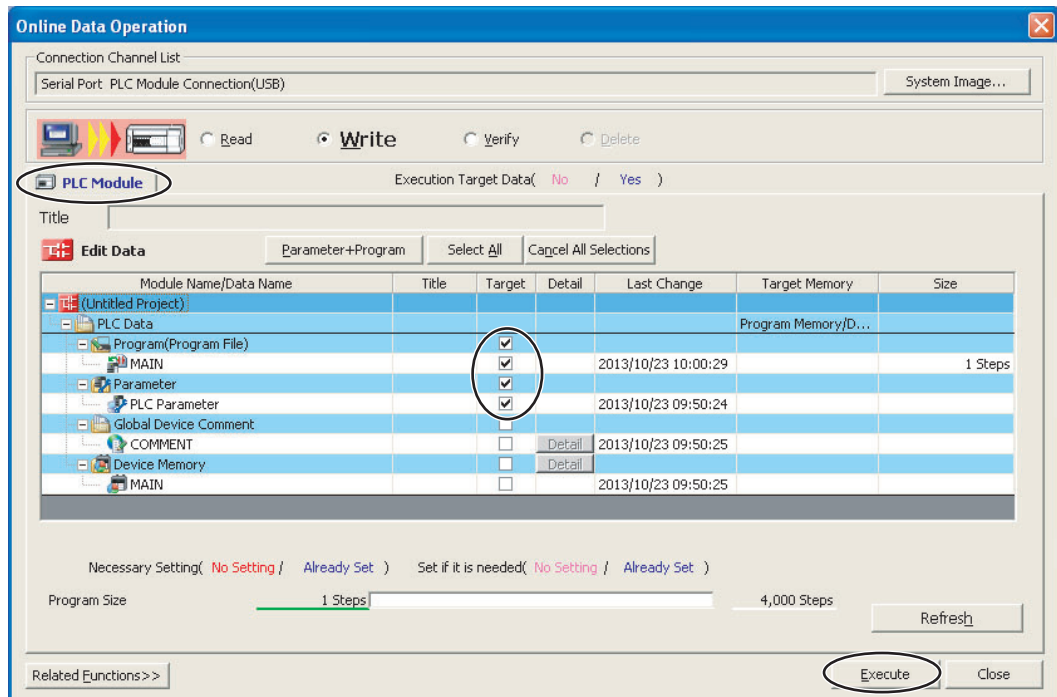 Online Data Operation
Connection Channel List
Serial Port PLC Module Connection(USB)
System Image...
Read Write Verify Delete
PLC Module
Execution Target Data( No / Yes )
Title
Edit Data Parameter+Program Select All Cancel All Selections
Module Name/Data Name Title Target Detail Last Change Target Memory Size
(Untitled Project)
PLC Data Program Memory/D...
Program(Program File)
MAIN 2013/10/23 10:00:29 1 Steps
Parameter
PLC Parameter 2013/10/23 09:50:24
Global Device Comment
COMMENT Detail 2013/10/23 09:50:25
Device Memory Detail
MAIN 2013/10/23 09:50:25
Necessary Setting( No Setting / Already Set ) Set if it is needed( No Setting / Already Set )
Program Size 1 Steps 4,000 Steps
Refresh
Related Functions>> Execute Close